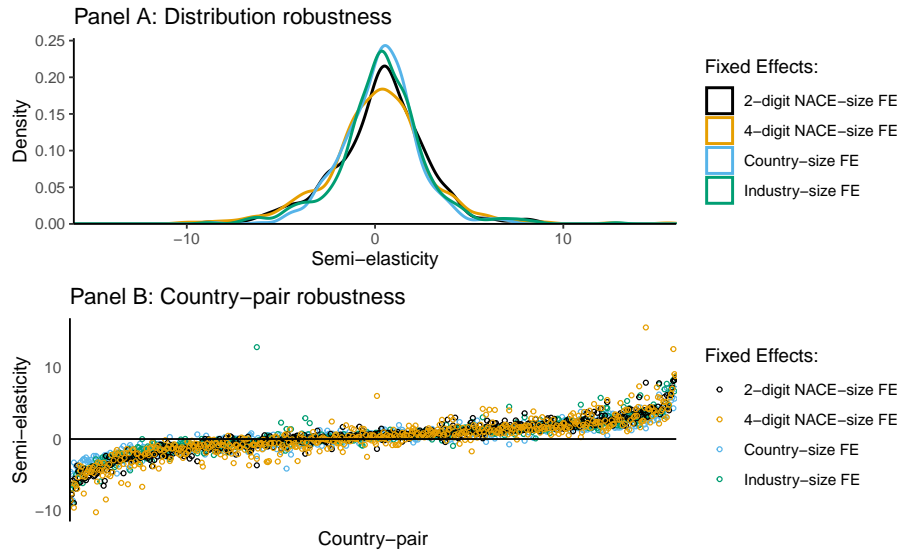 Panel A: Distribution robustness
0.25
0.20
0.15
0.10
0.05
0.00
Density
−10
0
10
Semi−elasticity
Fixed Effects:
2−digit NACE−size FE
4−digit NACE−size FE
Country−size FE
Industry−size FE
Panel B: Country−pair robustness
10
0
−10
Semi−elasticity
Country−pair
Fixed Effects:
2−digit NACE−size FE
4−digit NACE−size FE
Country−size FE
Industry−size FE